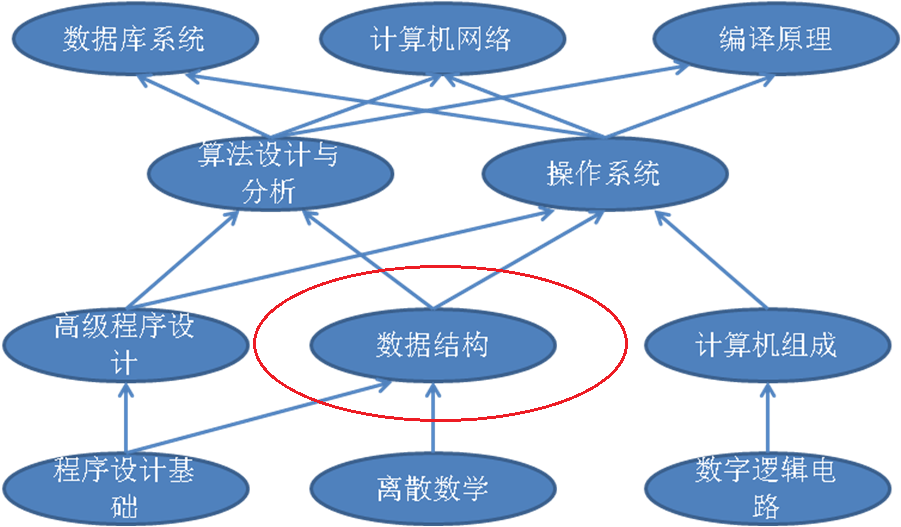 数据库系统
计算机网络
编译原理
算法设计与
分析
操作系统
高级程序设
计
数据结构
计算机组成
程序设计基
础
离散数学
数字逻辑电
路